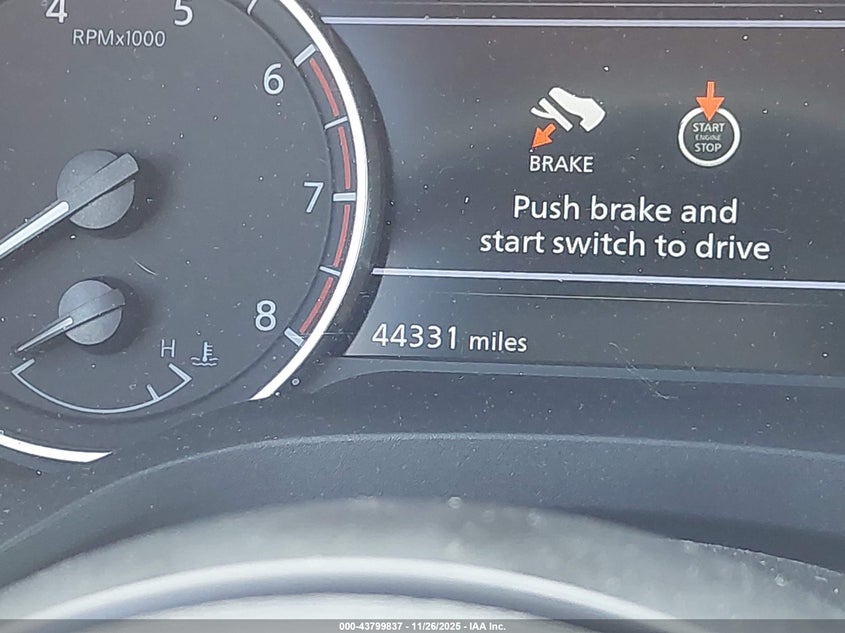 4
5
RPMx1000
6
7
8
H
BRAKE
START
ENGINE
STOP
Push brake and
start switch to drive
44331 miles
000-43799837 - 11/26/2025 - IAA Inc.